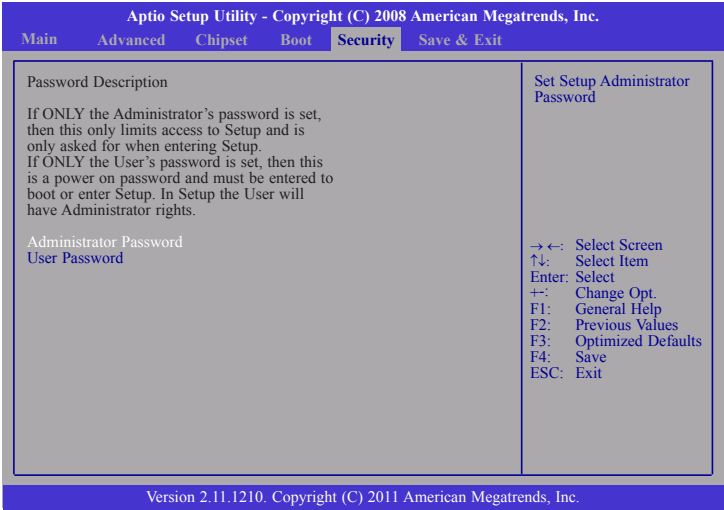 Aptio Setup Utility - Copyright (C) 2008 American Megatrends, Inc.
Main Advanced Chipset Boot Security Save & Exit
Password Description
If ONLY the Administrator's password is set,
then this only limits access to Setup and is
only asked for when entering Setup.
If ONLY the User's password is set, then this
is a power on password and must be entered to
boot or enter Setup. In Setup the User will
have Administrator rights.
Administrator Password
User Password
Set Setup Administrator
Password
→←: Select Screen
↑↓: Select Item
Enter: Select
+-: Change Opt.
F1: General Help
F2: Previous Values
F3: Optimized Defaults
F4: Save
ESC: Exit
Version 2.11.1210. Copyright (C) 2011 American Megatrends, Inc.